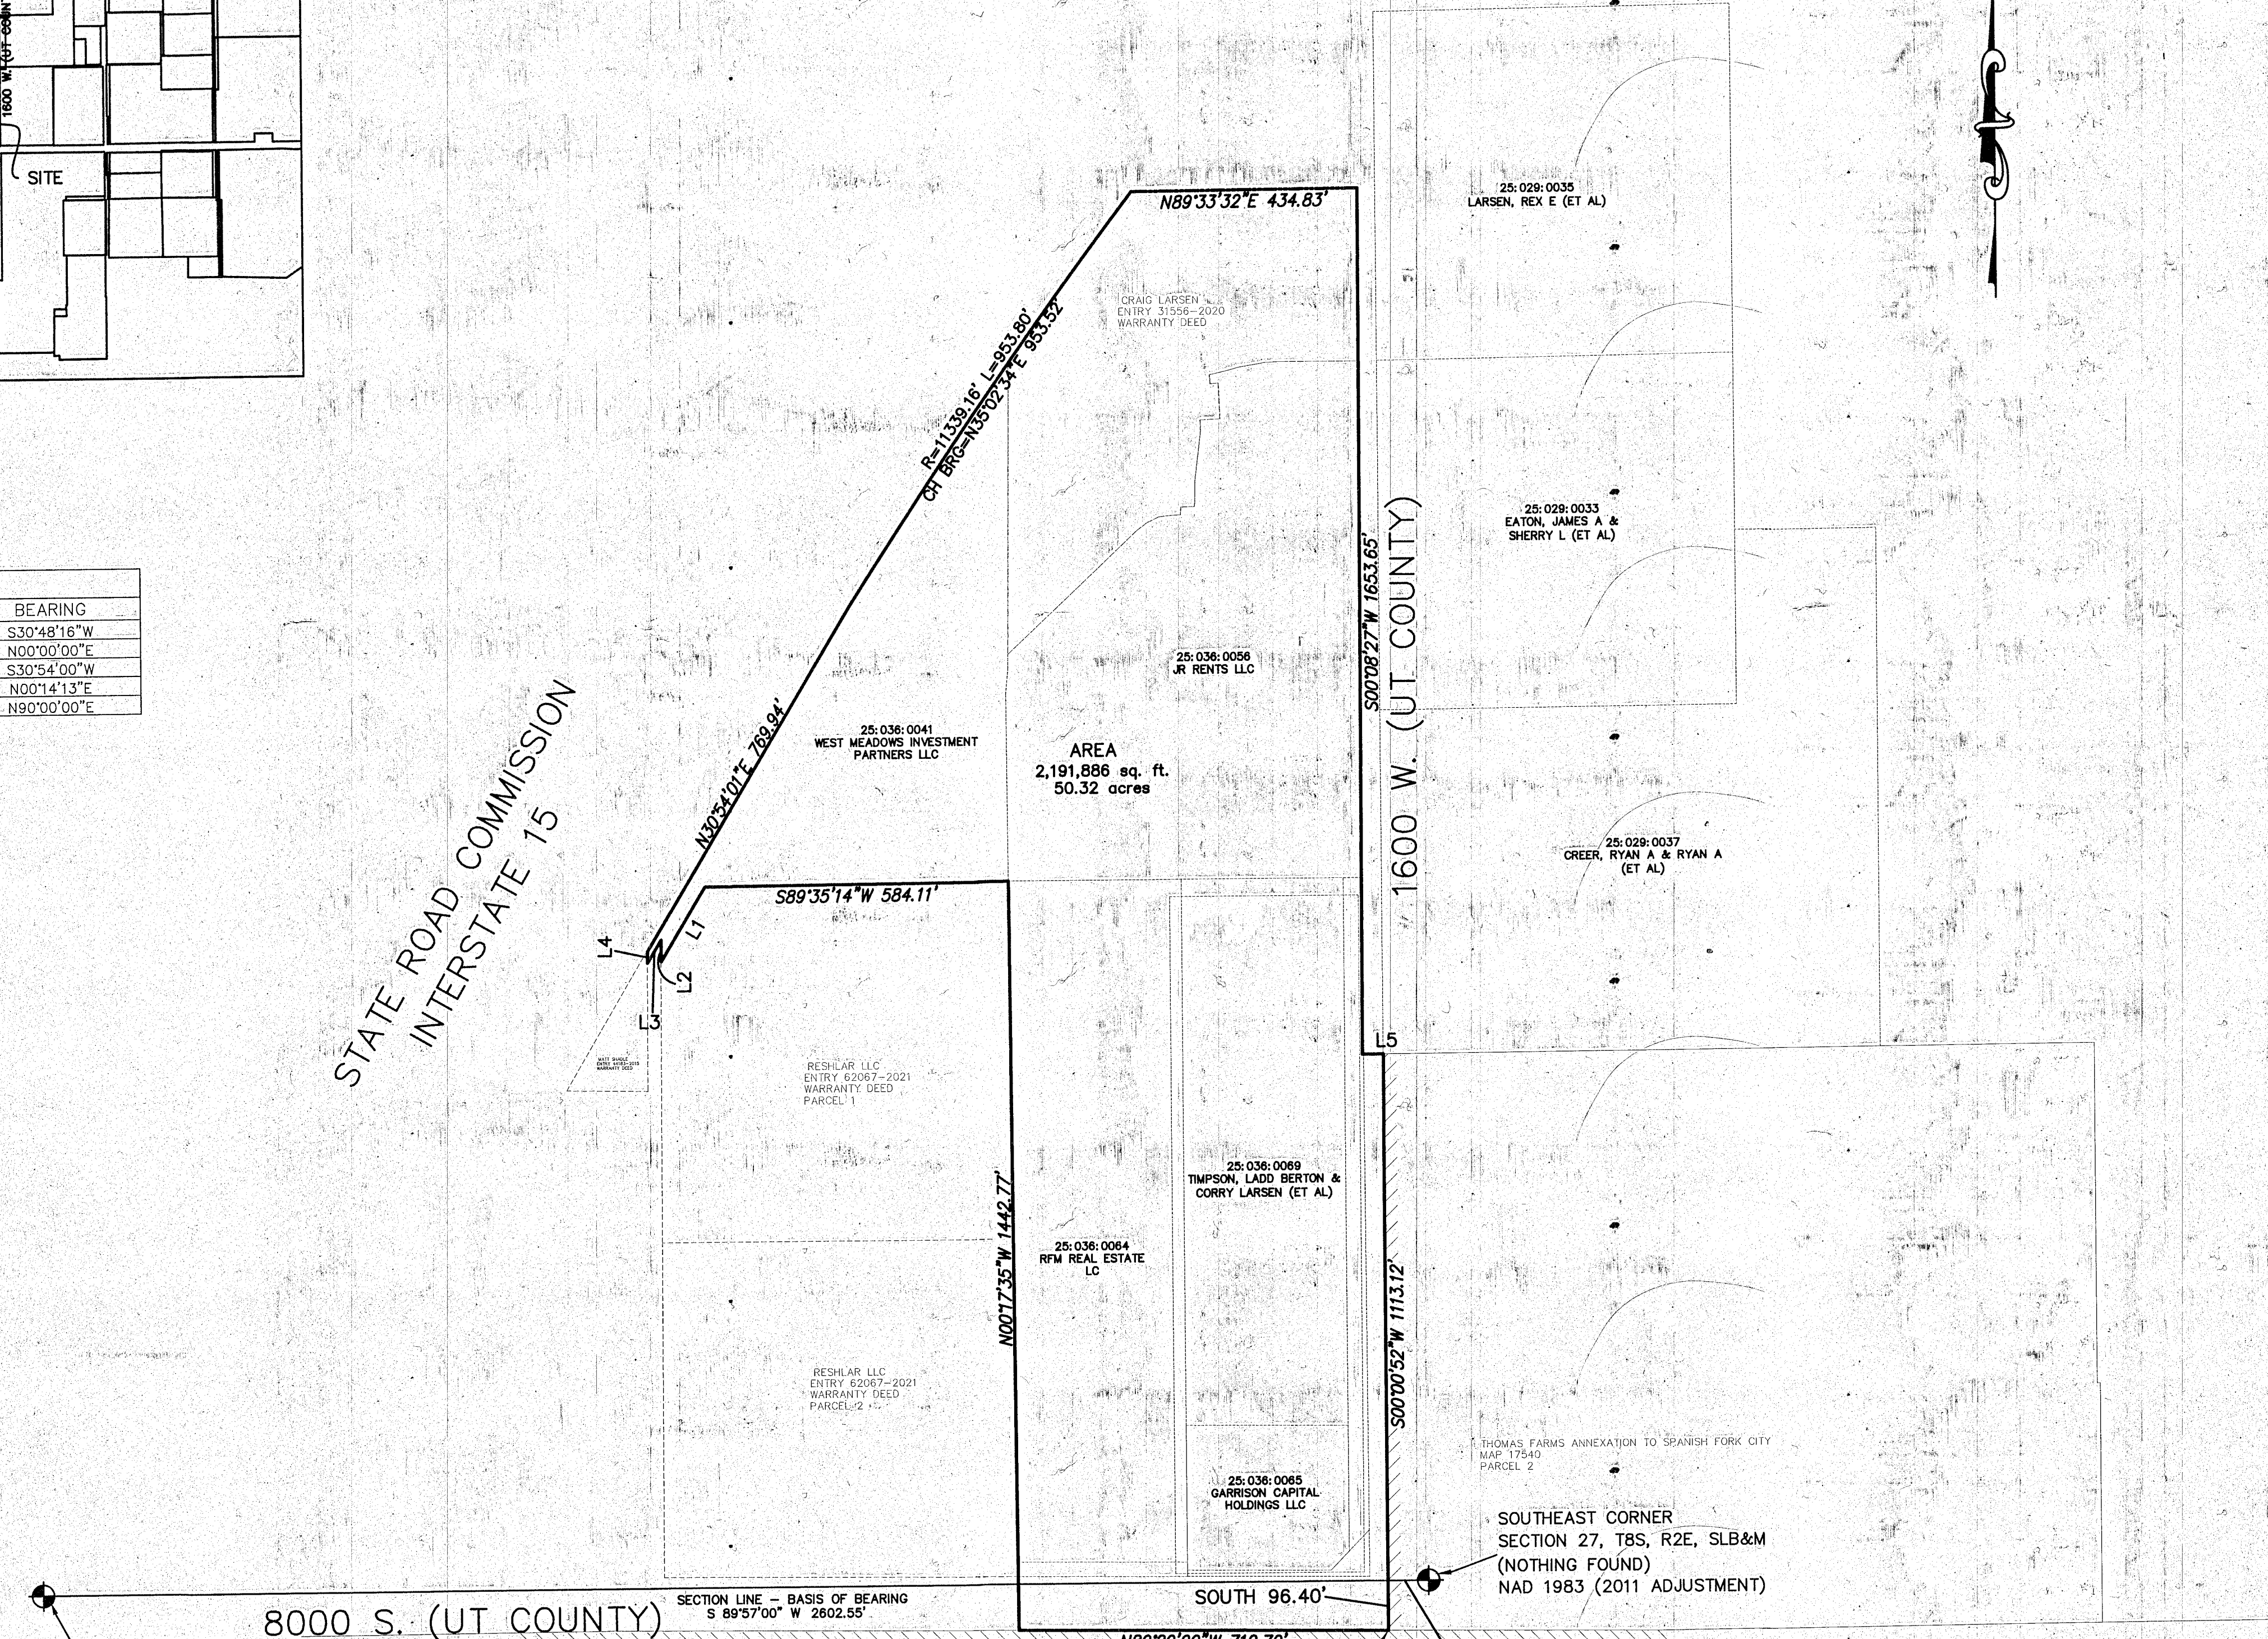 1600 W. (UT COUN
SITE
N89°33'32"E 434.83'
25:029:0035
LARSEN, REX E (ET AL)
CRAIG LARSEN
ENTRY 31556-2020
WARRANTY DEED
R=11339.16' L=953.80'
CH BRG=N35°02'34"E 953.52'
25:029:0033
EATON, JAMES A &
SHERRY L (ET AL)
S00°08'27"W 1653.65'
1600 W. (UT COUNTY)
BEARING
S30°48'16"W
N00°00'00"E
S30°54'00"W
N00°14'13"E
N90°00'00"E
STATE ROAD COMMISSION
INTERSTATE 15
N30°54'01"E 769.94'
25:036:0056
JR RENTS LLC
25:036:0041
WEST MEADOWS INVESTMENT
PARTNERS LLC
AREA
2,191,886 sq. ft.
50.32 acres
25:029:0037
CREER, RYAN A & RYAN A
(ET AL)
S89°35'14"W 584.11'
L1
L4
L2
L3
L5
MATT SHADLE
WARRANTY DEED
RESHLAR LLC
ENTRY 62067-2021
WARRANTY DEED
PARCEL 1
N00°17'35"W 1442.77'
25:036:0069
TIMPSON, LADD BERTON &
CORRY LARSEN (ET AL)
25:036:0064
RFM REAL ESTATE
LC
S00°00'52"W 1113.12'
RESHLAR LLC
ENTRY 62067-2021
WARRANTY DEED
PARCEL 2
THOMAS FARMS ANNEXATION TO SPANISH FORK CITY
MAP 17540
PARCEL 2
25:036:0065
GARRISON CAPITAL
HOLDINGS LLC
SOUTHEAST CORNER
SECTION 27, T8S, R2E, SLB&M
(NOTHING FOUND)
NAD 1983 (2011 ADJUSTMENT)
SECTION LINE - BASIS OF BEARING
S 89°57'00" W 2602.55'
SOUTH 96.40'
8000 S. (UT COUNTY)